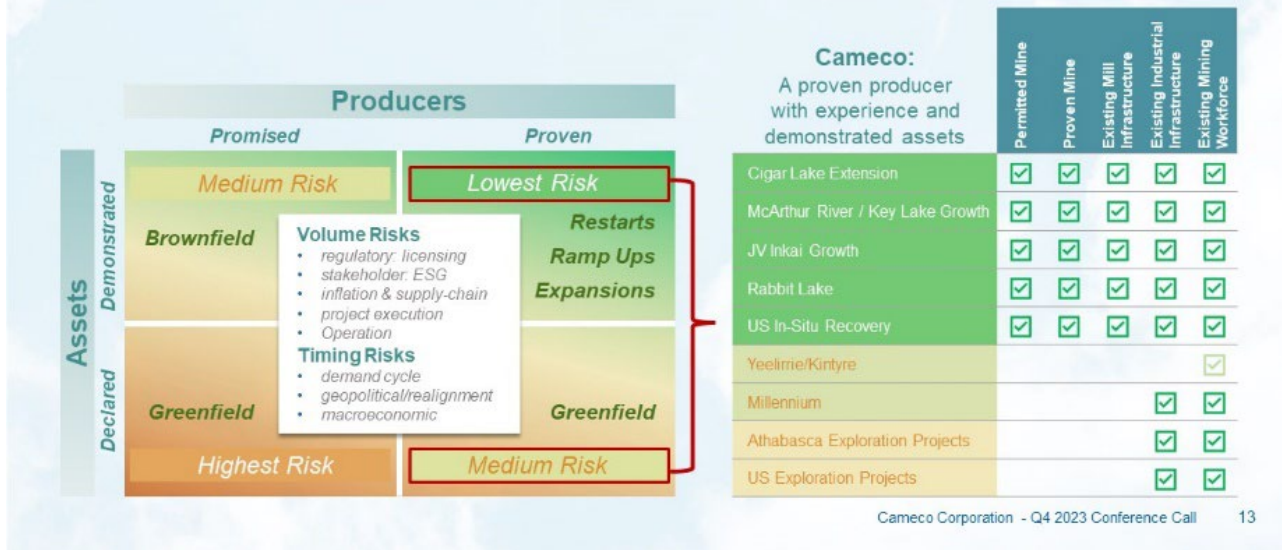 Producers
Promised
Proven
Assets
Demonstrated
Declared
Medium Risk
Lowest Risk
Brownfield
Restarts
Ramp Ups
Expansions
Volume Risks
• regulatory: licensing
• stakeholder: ESG
• inflation & supply-chain
• project execution
• Operation
Timing Risks
• demand cycle
• geopolitical/realignment
• macroeconomic
Greenfield
Greenfield
Highest Risk
Medium Risk
Cameco:
A proven producer
with experience and
demonstrated assets
Permitted Mine
Proven Mine
Existing Mill
Infrastructure
Existing Industrial
Infrastructure
Existing Mining
Workforce
Cigar Lake Extension
McArthur River / Key Lake Growth
JV Inkai Growth
Rabbit Lake
US In-Situ Recovery
Yeelirrie/Kintyre
Millennium
Athabasca Exploration Projects
US Exploration Projects
Cameco Corporation - Q4 2023 Conference Call 13